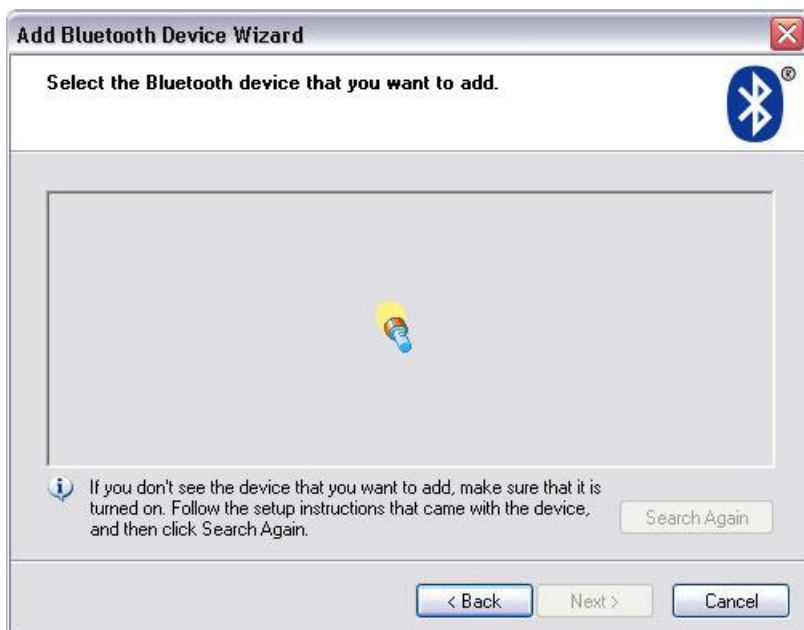 Add Bluetooth Device Wizard
Select the Bluetooth device that you want to add.
®
If you don't see the device that you want to add, make sure that it is
turned on. Follow the setup instructions that came with the device,
and then click Search Again.
Search Again
< Back
Next >
Cancel